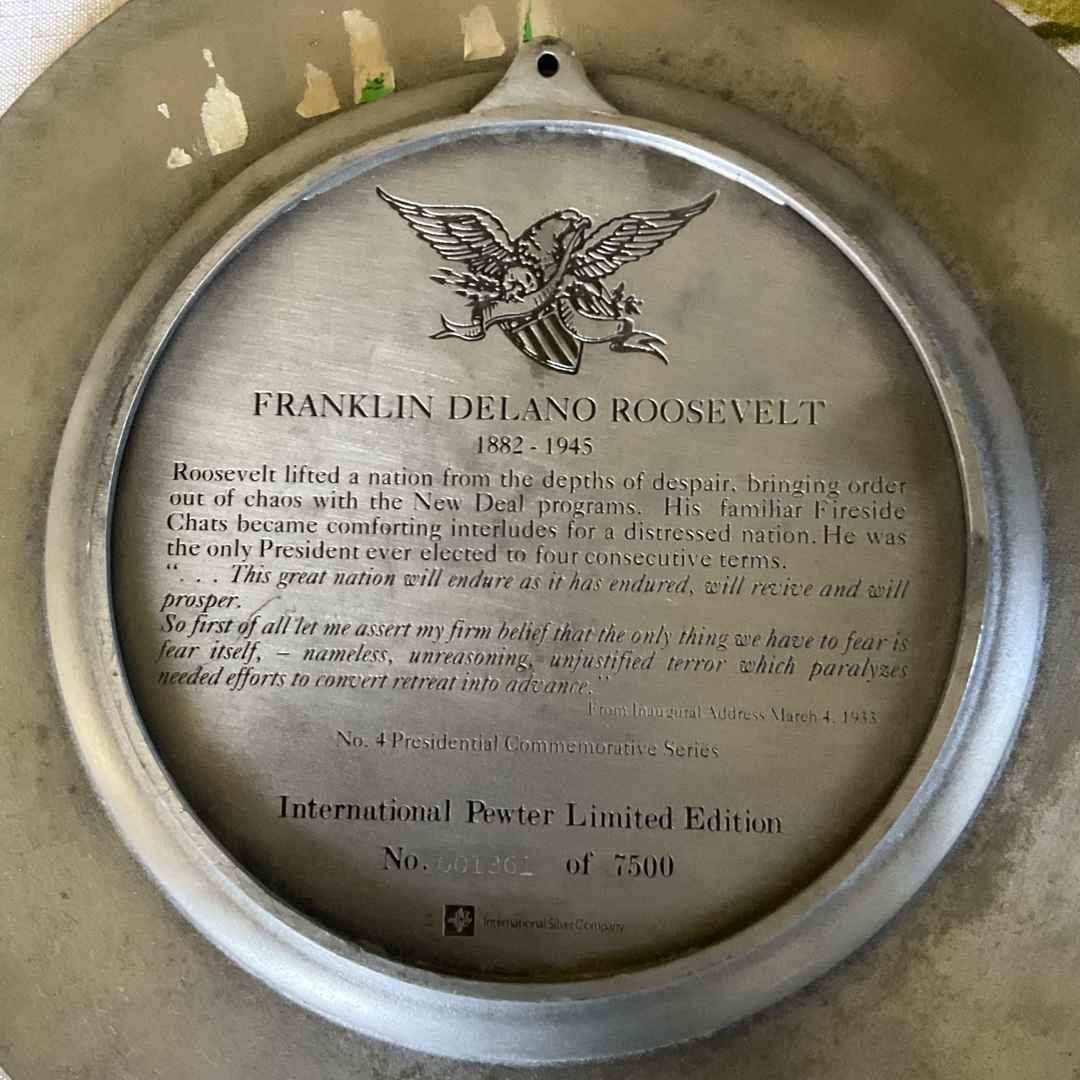 FRANKLIN DELANO ROOSEVELT
1882 - 1945
Roosevelt lifted a nation from the depths of despair, bringing order
out of chaos with the New Deal programs. His familiar Fireside
Chats became comforting interludes for a distressed nation. He was
the only President ever elected to four consecutive terms.
“. . . This great nation will endure as it has endured, will revive and will
prosper.
So first of all let me assert my firm belief that the only thing we have to fear is
fear itself, – nameless, unreasoning, unjustified terror which paralyzes
needed efforts to convert retreat into advance.”
From Inaugural Address March 4, 1933
No. 4 Presidential Commemorative Series
International Pewter Limited Edition
No. 001361 of 7500
International Silver Company